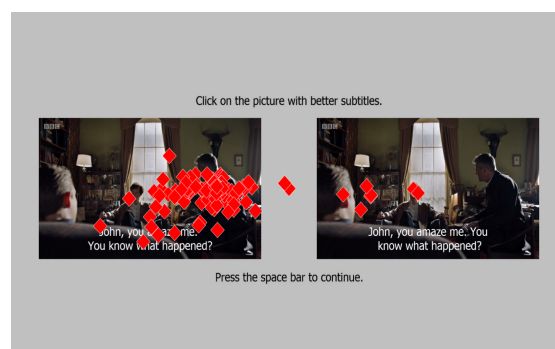 Click on the picture with better subtitles.
BBC
BBC
John, you amaze me.
You know what happened?
John, you amaze me. You
know what happened?
Press the space bar to continue.